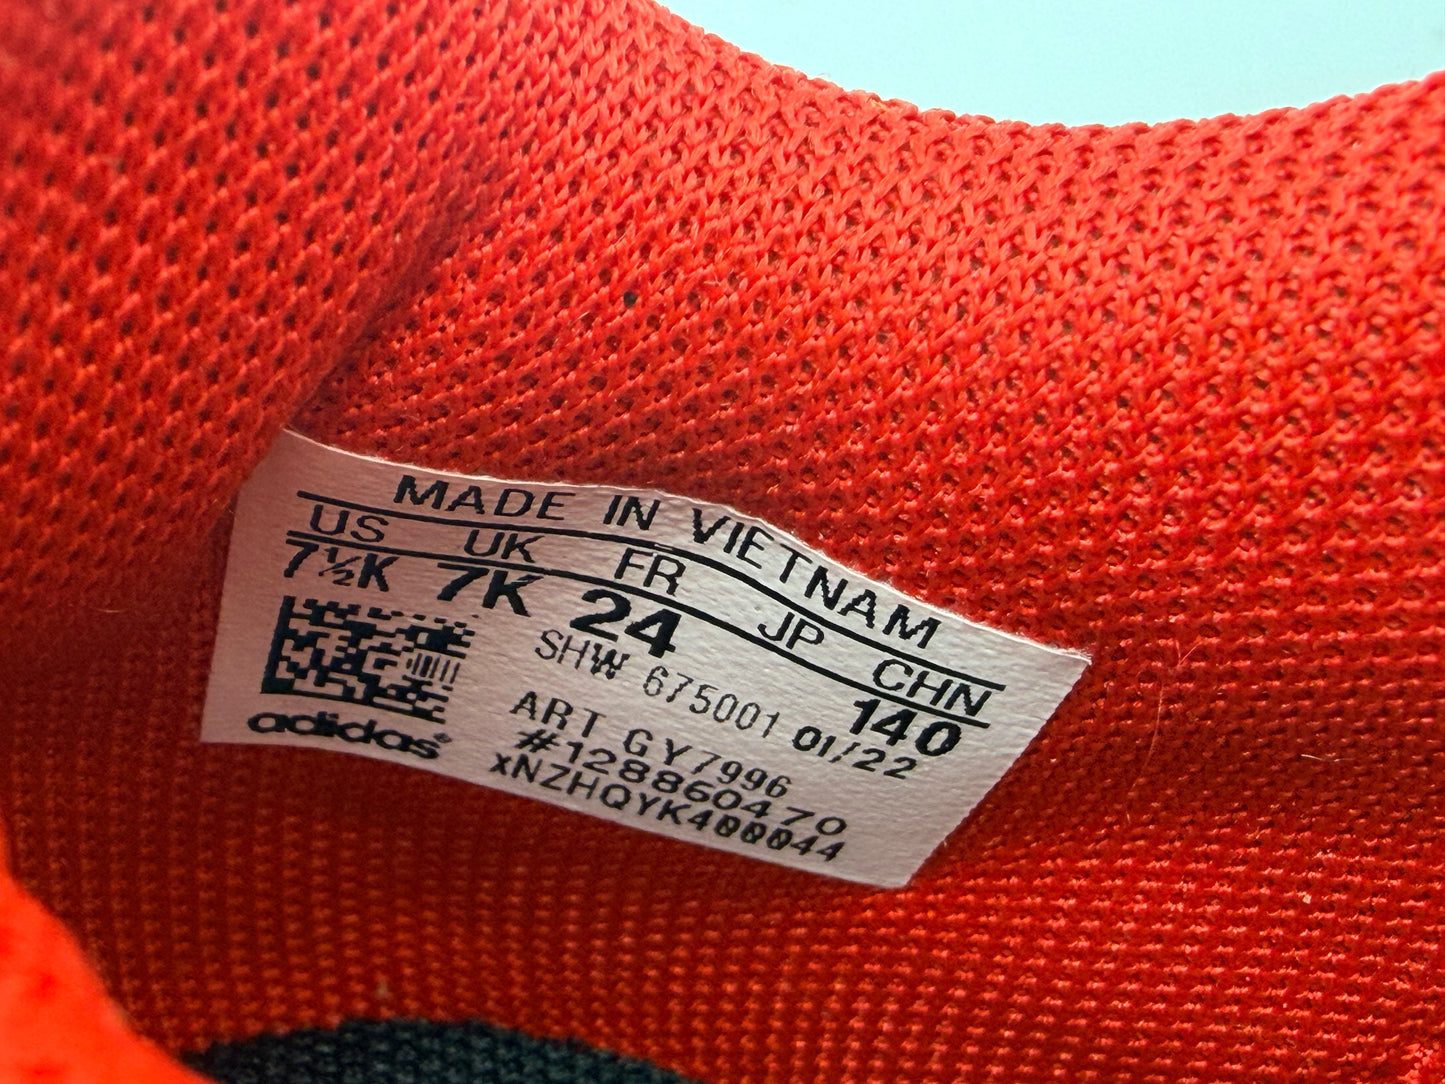 MADE IN VIETNAM
US UK FR JP CHN
7½K 7K 24 140
SHW 675001 01/22
ART GY7996
#128860470
xNZHQYK400044
adidas